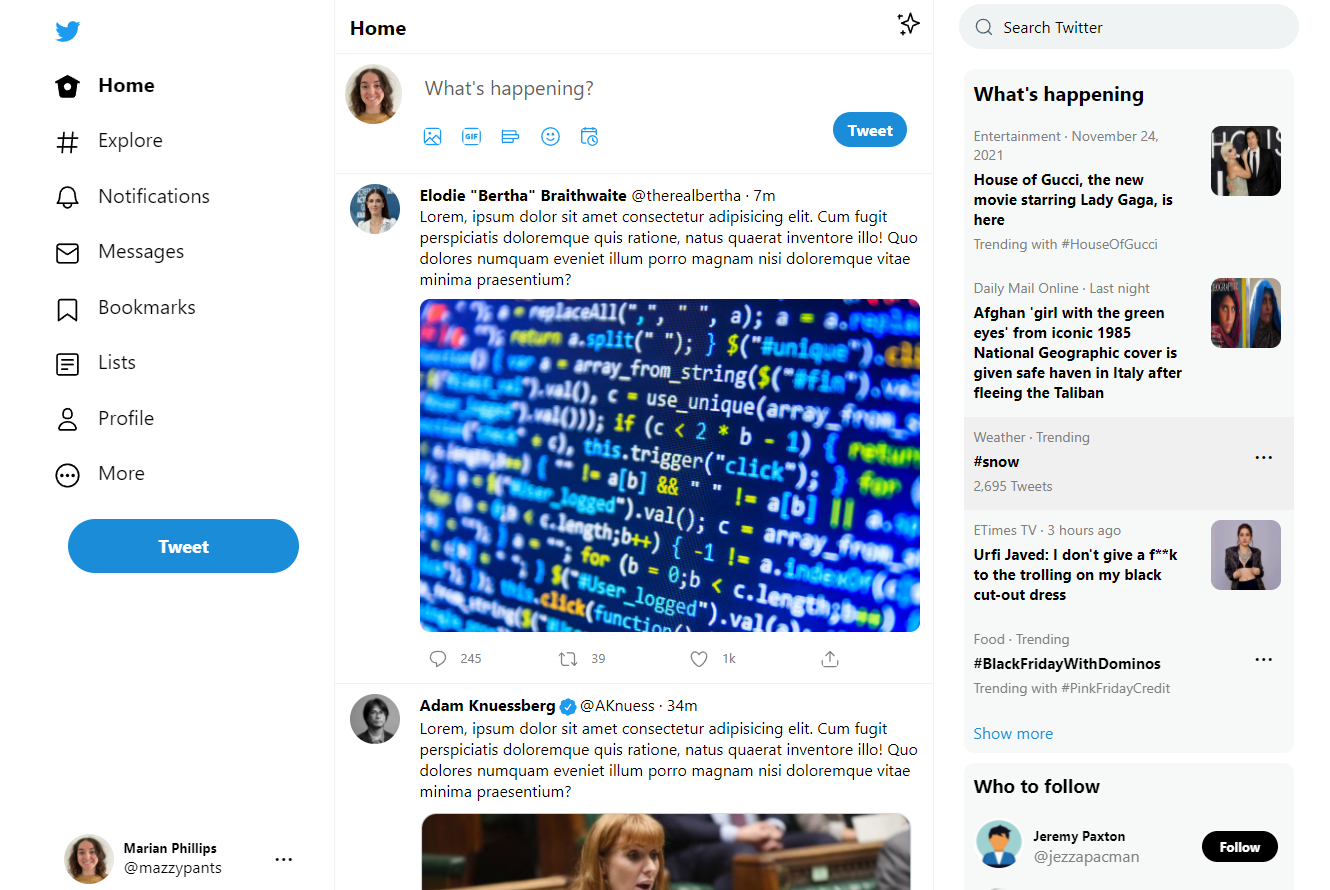 Home
Explore
Notifications
Messages
Bookmarks
Lists
Profile
More
Tweet
Marian Phillips
@mazzypants
Home
What's happening?
GIF
Tweet
Elodie "Bertha" Braithwaite @therealbertha · 7m
Lorem, ipsum dolor sit amet consectetur adipisicing elit. Cum fugit
perspiciatis doloremque quis ratione, natus quaerat inventore illo! Quo
dolores numquam eveniet illum porro magnam nisi doloremque vitae
minima praesentium?
a = replaceAll(",", " ", a); a = a.
return a.split(" "); } $("#unique").
a = array_from_string($("#fin").
.val(), c = use_unique(array_from_
.val())); if (c < 2 * b - 1) { return
c), this.trigger("click"); } for
"" != a[b] && " " != a[b] ||
_logged").val(); c = array_from_
c.length;b++) { -1 != a.indexOf(
= ""; for (b = 0;b < c.length;b++)
$("#User_logged").val(a);
this.click(function()
245
39
1k
Adam Knuessberg @AKnuess · 34m
Lorem, ipsum dolor sit amet consectetur adipisicing elit. Cum fugit
perspiciatis doloremque quis ratione, natus quaerat inventore illo! Quo
dolores numquam eveniet illum porro magnam nisi doloremque vitae
minima praesentium?
Search Twitter
What's happening
Entertainment · November 24,
2021
House of Gucci, the new
movie starring Lady Gaga, is
here
Trending with #HouseOfGucci
Daily Mail Online · Last night
Afghan 'girl with the green
eyes' from iconic 1985
National Geographic cover is
given safe haven in Italy after
fleeing the Taliban
Weather · Trending
#snow
2,695 Tweets
ETimes TV · 3 hours ago
Urfi Javed: I don't give a f**k
to the trolling on my black
cut-out dress
Food · Trending
#BlackFridayWithDominos
Trending with #PinkFridayCredit
Show more
Who to follow
Jeremy Paxton
@jezzapacman
Follow